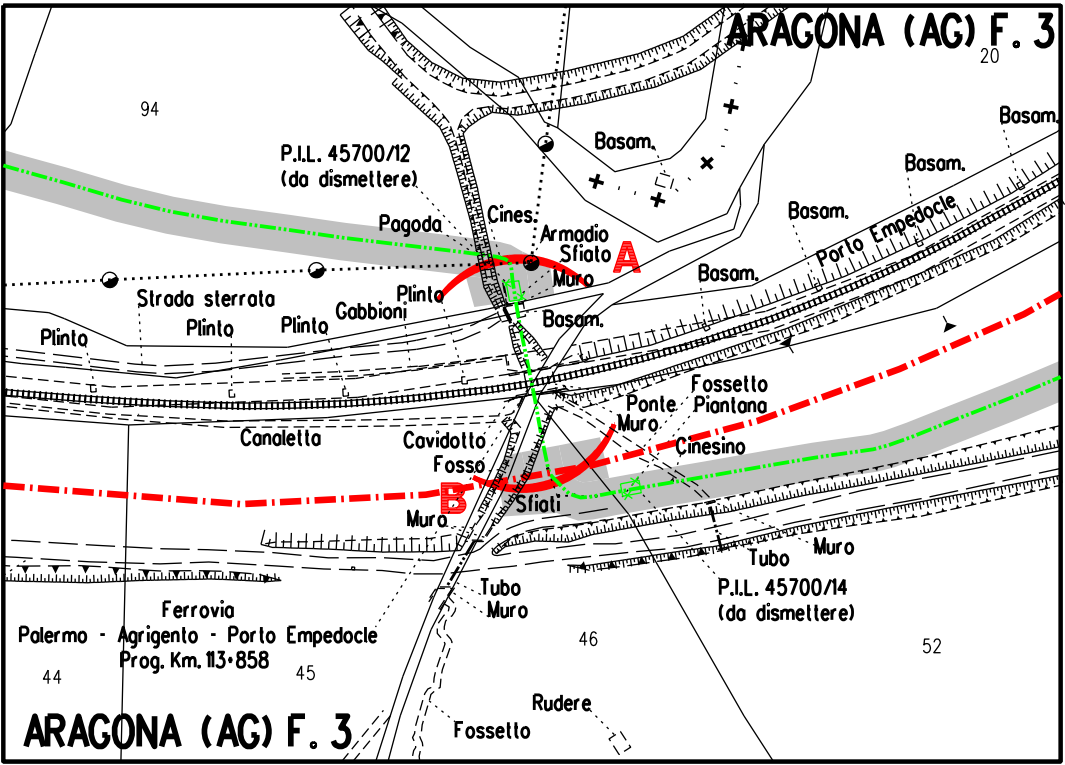 ARAGONA (AG) F. 3
20
94
Basam.
Basam.
P.I.L. 45700/12
(da dismettere)
Basam.
Pagoda
Cines.
Basam.
Porto Empedocle
Armadio
Sfiato
A
Muro
Basam.
Strada sterrata
Plinto
Gabbioni
Plinto
Plinto
Plinto
Basam.
Fossetto
Piantana
Ponte
Muro
Canaletta
Cavidotto
Cinesino
Fosso
B
Sfiati
Muro
Muro
Tubo
Tubo
Muro
P.I.L. 45700/14
(da dismettere)
Ferrovia
Palermo - Agrigento - Porto Empedocle
Prog. Km. 113+858
46
52
44
45
Rudere
ARAGONA (AG) F. 3
Fossetto